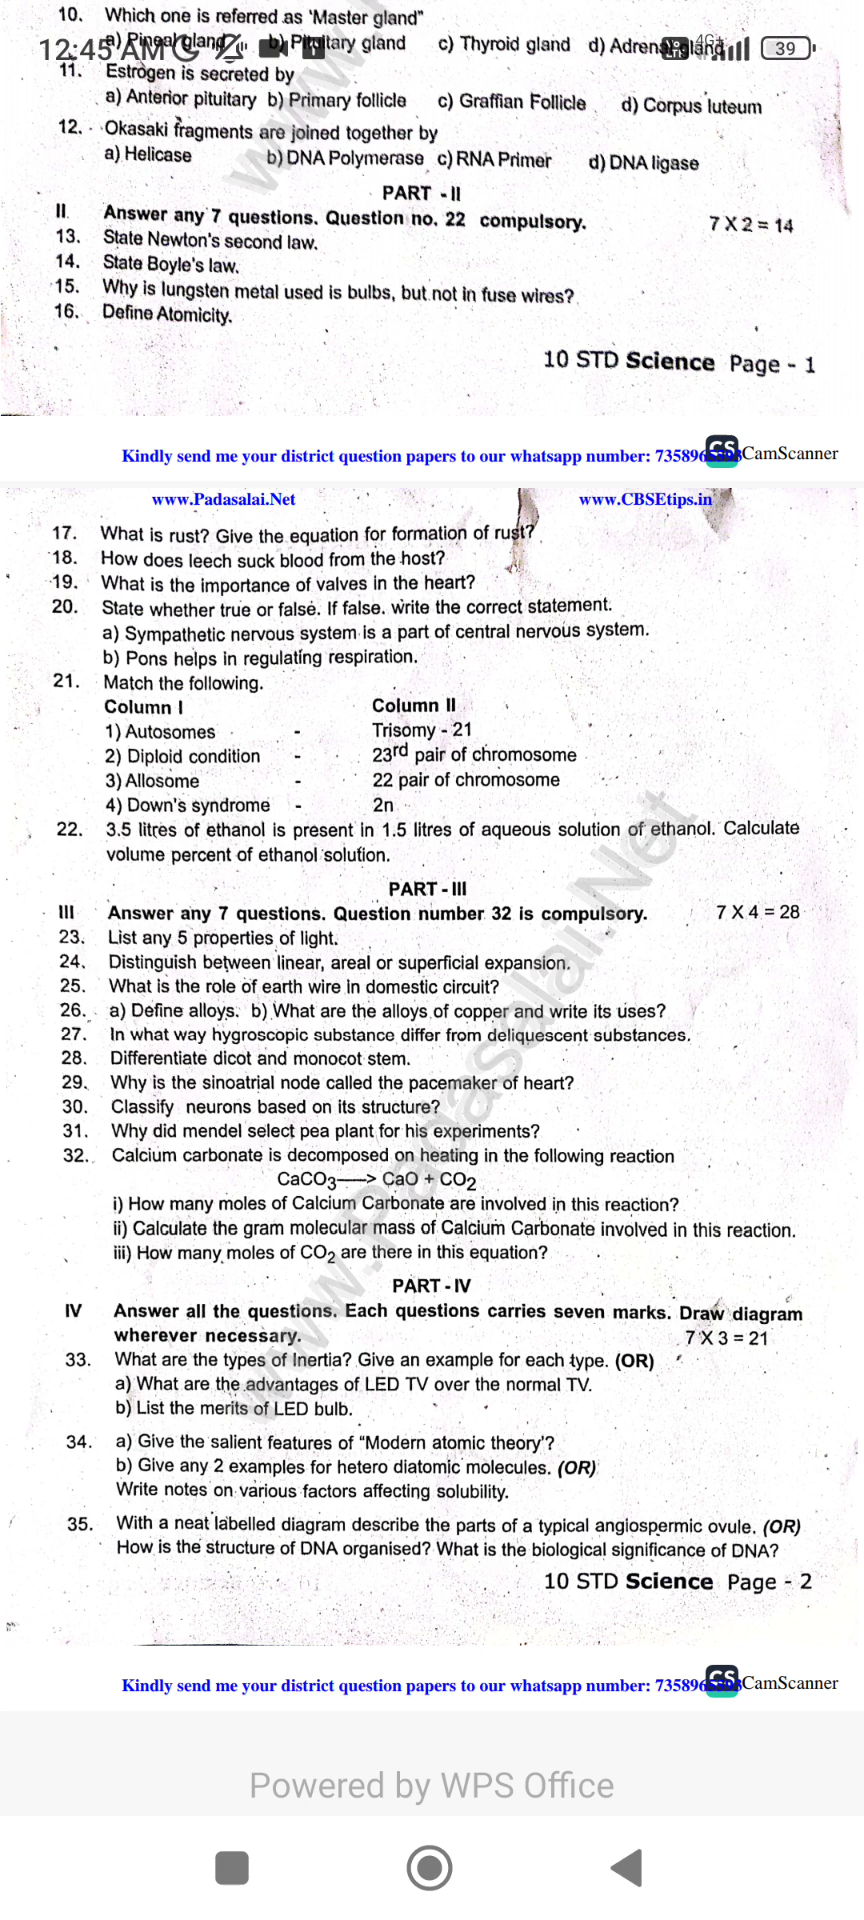 10. Which one is referred as 'Master gland"
a) Pineal gland b) Pituitary gland c) Thyroid gland d) Adrenal gland
12:45 AM 4G+ 39
11. Estrogen is secreted by
a) Anterior pituitary b) Primary follicle c) Graffian Follicle d) Corpus luteum
12. Okasaki fragments are joined together by
a) Helicase b) DNA Polymerase c) RNA Primer d) DNA ligase
PART - II
II. Answer any 7 questions. Question no. 22 compulsory. 7 X 2 = 14
13. State Newton's second law.
14. State Boyle's law.
15. Why is lungsten metal used is bulbs, but not in fuse wires?
16. Define Atomicity.
10 STD Science Page - 1
Kindly send me your district question papers to our whatsapp number: CS CamScanner
www.Padasalai.Net www.CBSEtips.in
17. What is rust? Give the equation for formation of rust?
18. How does leech suck blood from the host?
19. What is the importance of valves in the heart?
20. State whether true or false. If false. write the correct statement.
a) Sympathetic nervous system is a part of central nervous system.
b) Pons helps in regulating respiration.
21. Match the following.
Column I Column II
1) Autosomes - Trisomy - 21
2) Diploid condition - 23rd pair of chromosome
3) Allosome - 22 pair of chromosome
4) Down's syndrome - 2n
22. 3.5 litres of ethanol is present in 1.5 litres of aqueous solution of ethanol. Calculate
volume percent of ethanol solution.
PART - III
III Answer any 7 questions. Question number 32 is compulsory. 7 X 4 = 28
23. List any 5 properties of light.
24. Distinguish between linear, areal or superficial expansion.
25. What is the role of earth wire in domestic circuit?
26. a) Define alloys. b) What are the alloys of copper and write its uses?
27. In what way hygroscopic substance differ from deliquescent substances.
28. Differentiate dicot and monocot stem.
29. Why is the sinoatrial node called the pacemaker of heart?
30. Classify neurons based on its structure?
31. Why did mendel select pea plant for his experiments?
32. Calcium carbonate is decomposed on heating in the following reaction
CaCO3 —> CaO + CO2
i) How many moles of Calcium Carbonate are involved in this reaction?
ii) Calculate the gram molecular mass of Calcium Carbonate involved in this reaction.
iii) How many moles of CO2 are there in this equation?
www.Padasalai.Net
PART - IV
IV Answer all the questions. Each questions carries seven marks. Draw diagram
wherever necessary. 7 X 3 = 21
33. What are the types of Inertia? Give an example for each type. (OR)
a) What are the advantages of LED TV over the normal TV.
b) List the merits of LED bulb.
34. a) Give the salient features of "Modern atomic theory'?
b) Give any 2 examples for hetero diatomic molecules. (OR)
Write notes on various factors affecting solubility.
35. With a neat labelled diagram describe the parts of a typical angiospermic ovule. (OR)
How is the structure of DNA organised? What is the biological significance of DNA?
10 STD Science Page - 2
Kindly send me your district question papers to our whatsapp number: CS CamScanner
Powered by WPS Office